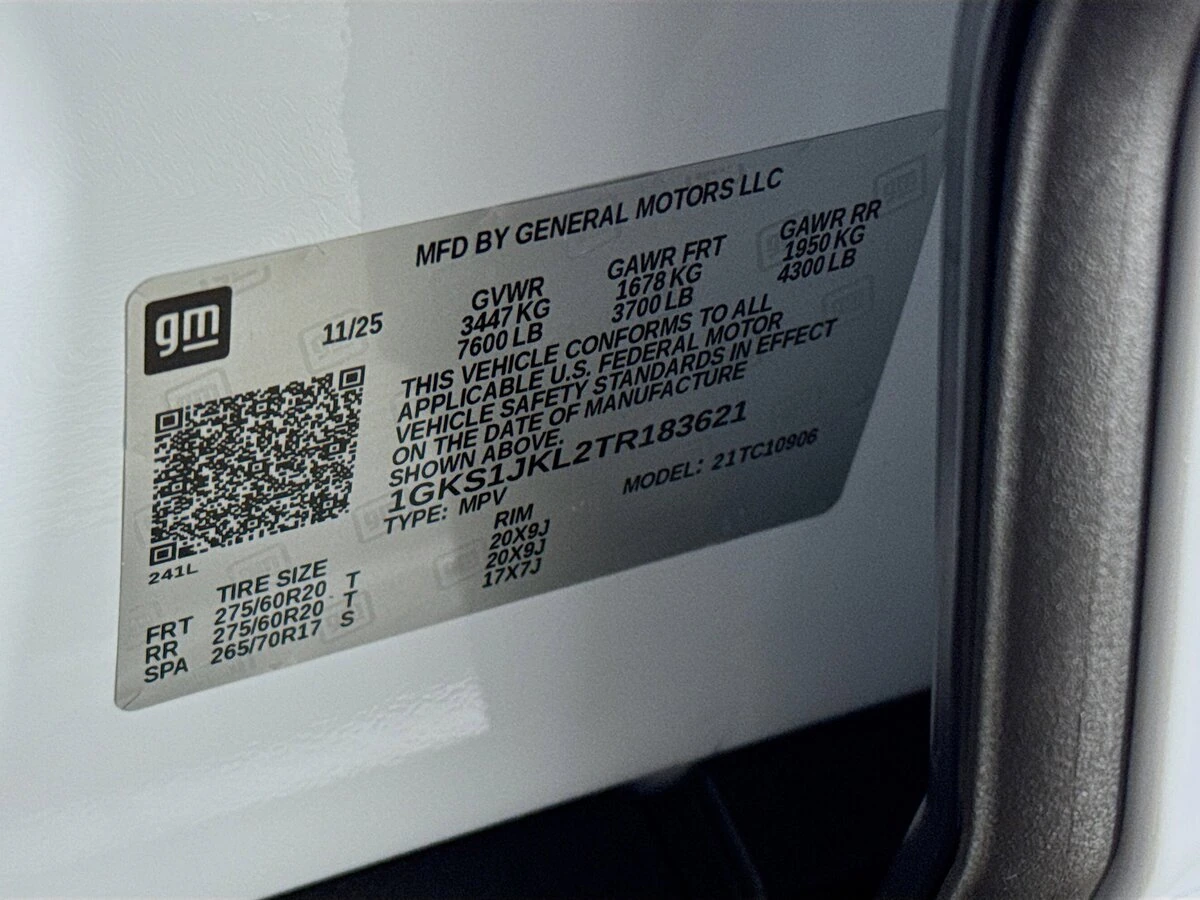 MFD BY GENERAL MOTORS LLC
gm
11/25
GVWR GAWR FRT GAWR RR
3447 KG 1678 KG 1950 KG
7600 LB 3700 LB 4300 LB
THIS VEHICLE CONFORMS TO ALL
APPLICABLE U.S. FEDERAL MOTOR
VEHICLE SAFETY STANDARDS IN EFFECT
ON THE DATE OF MANUFACTURE
SHOWN ABOVE.
1GKS1JKL2TR183621
TYPE: MPV MODEL: 21TC10906
241L
TIRE SIZE RIM
FRT 275/60R20 T 20X9J
RR 275/60R20 T 20X9J
SPA 265/70R17 S 17X7J